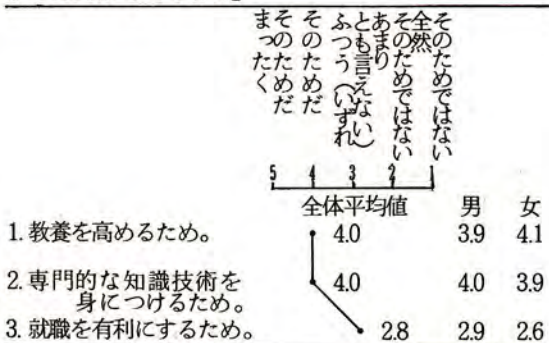 まったく
そのためだ
そのためだ
ふつう（いずれ
とも言えない）
あまり
そのためではない
全然
そのためではない
5 4 3 2 1
全体平均値 男 女
1. 教養を高めるため。 4.0 3.9 4.1
2. 専門的な知識技術を
身につけるため。 4.0 4.0 3.9
3. 就職を有利にするため。 2.8 2.9 2.6